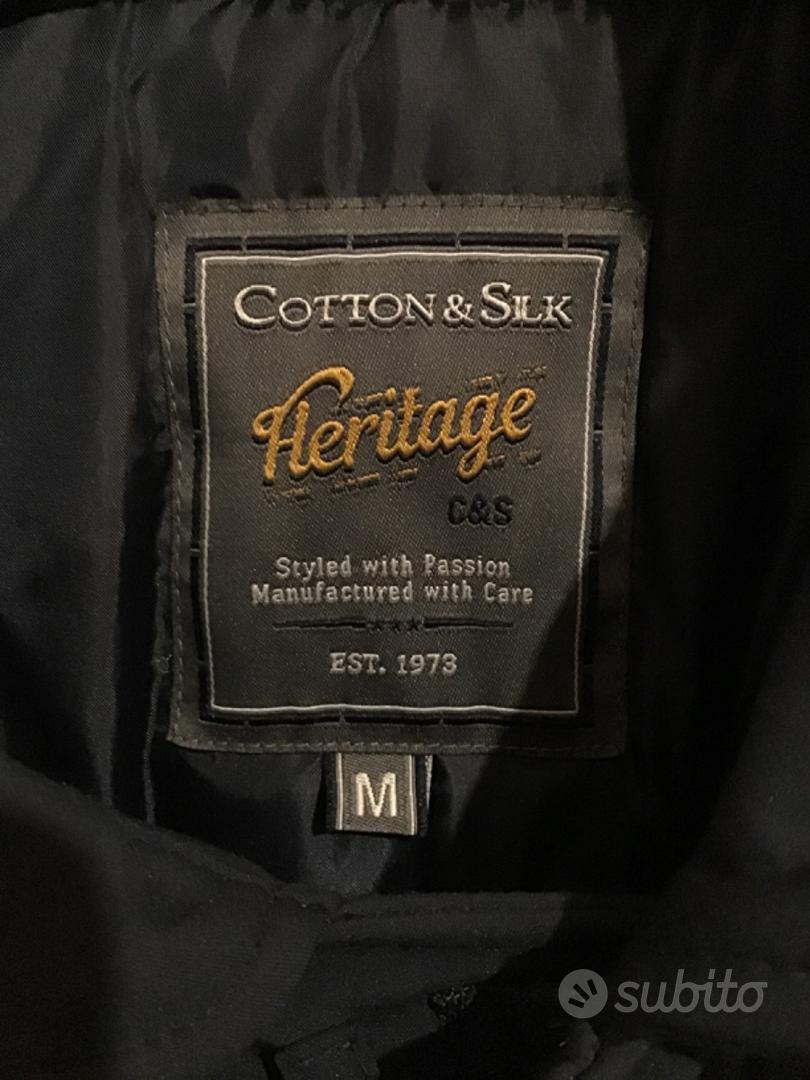 COTTON & SILK
Heritage
C&S
Styled with Passion
Manufactured with Care
EST. 1973
M
subito